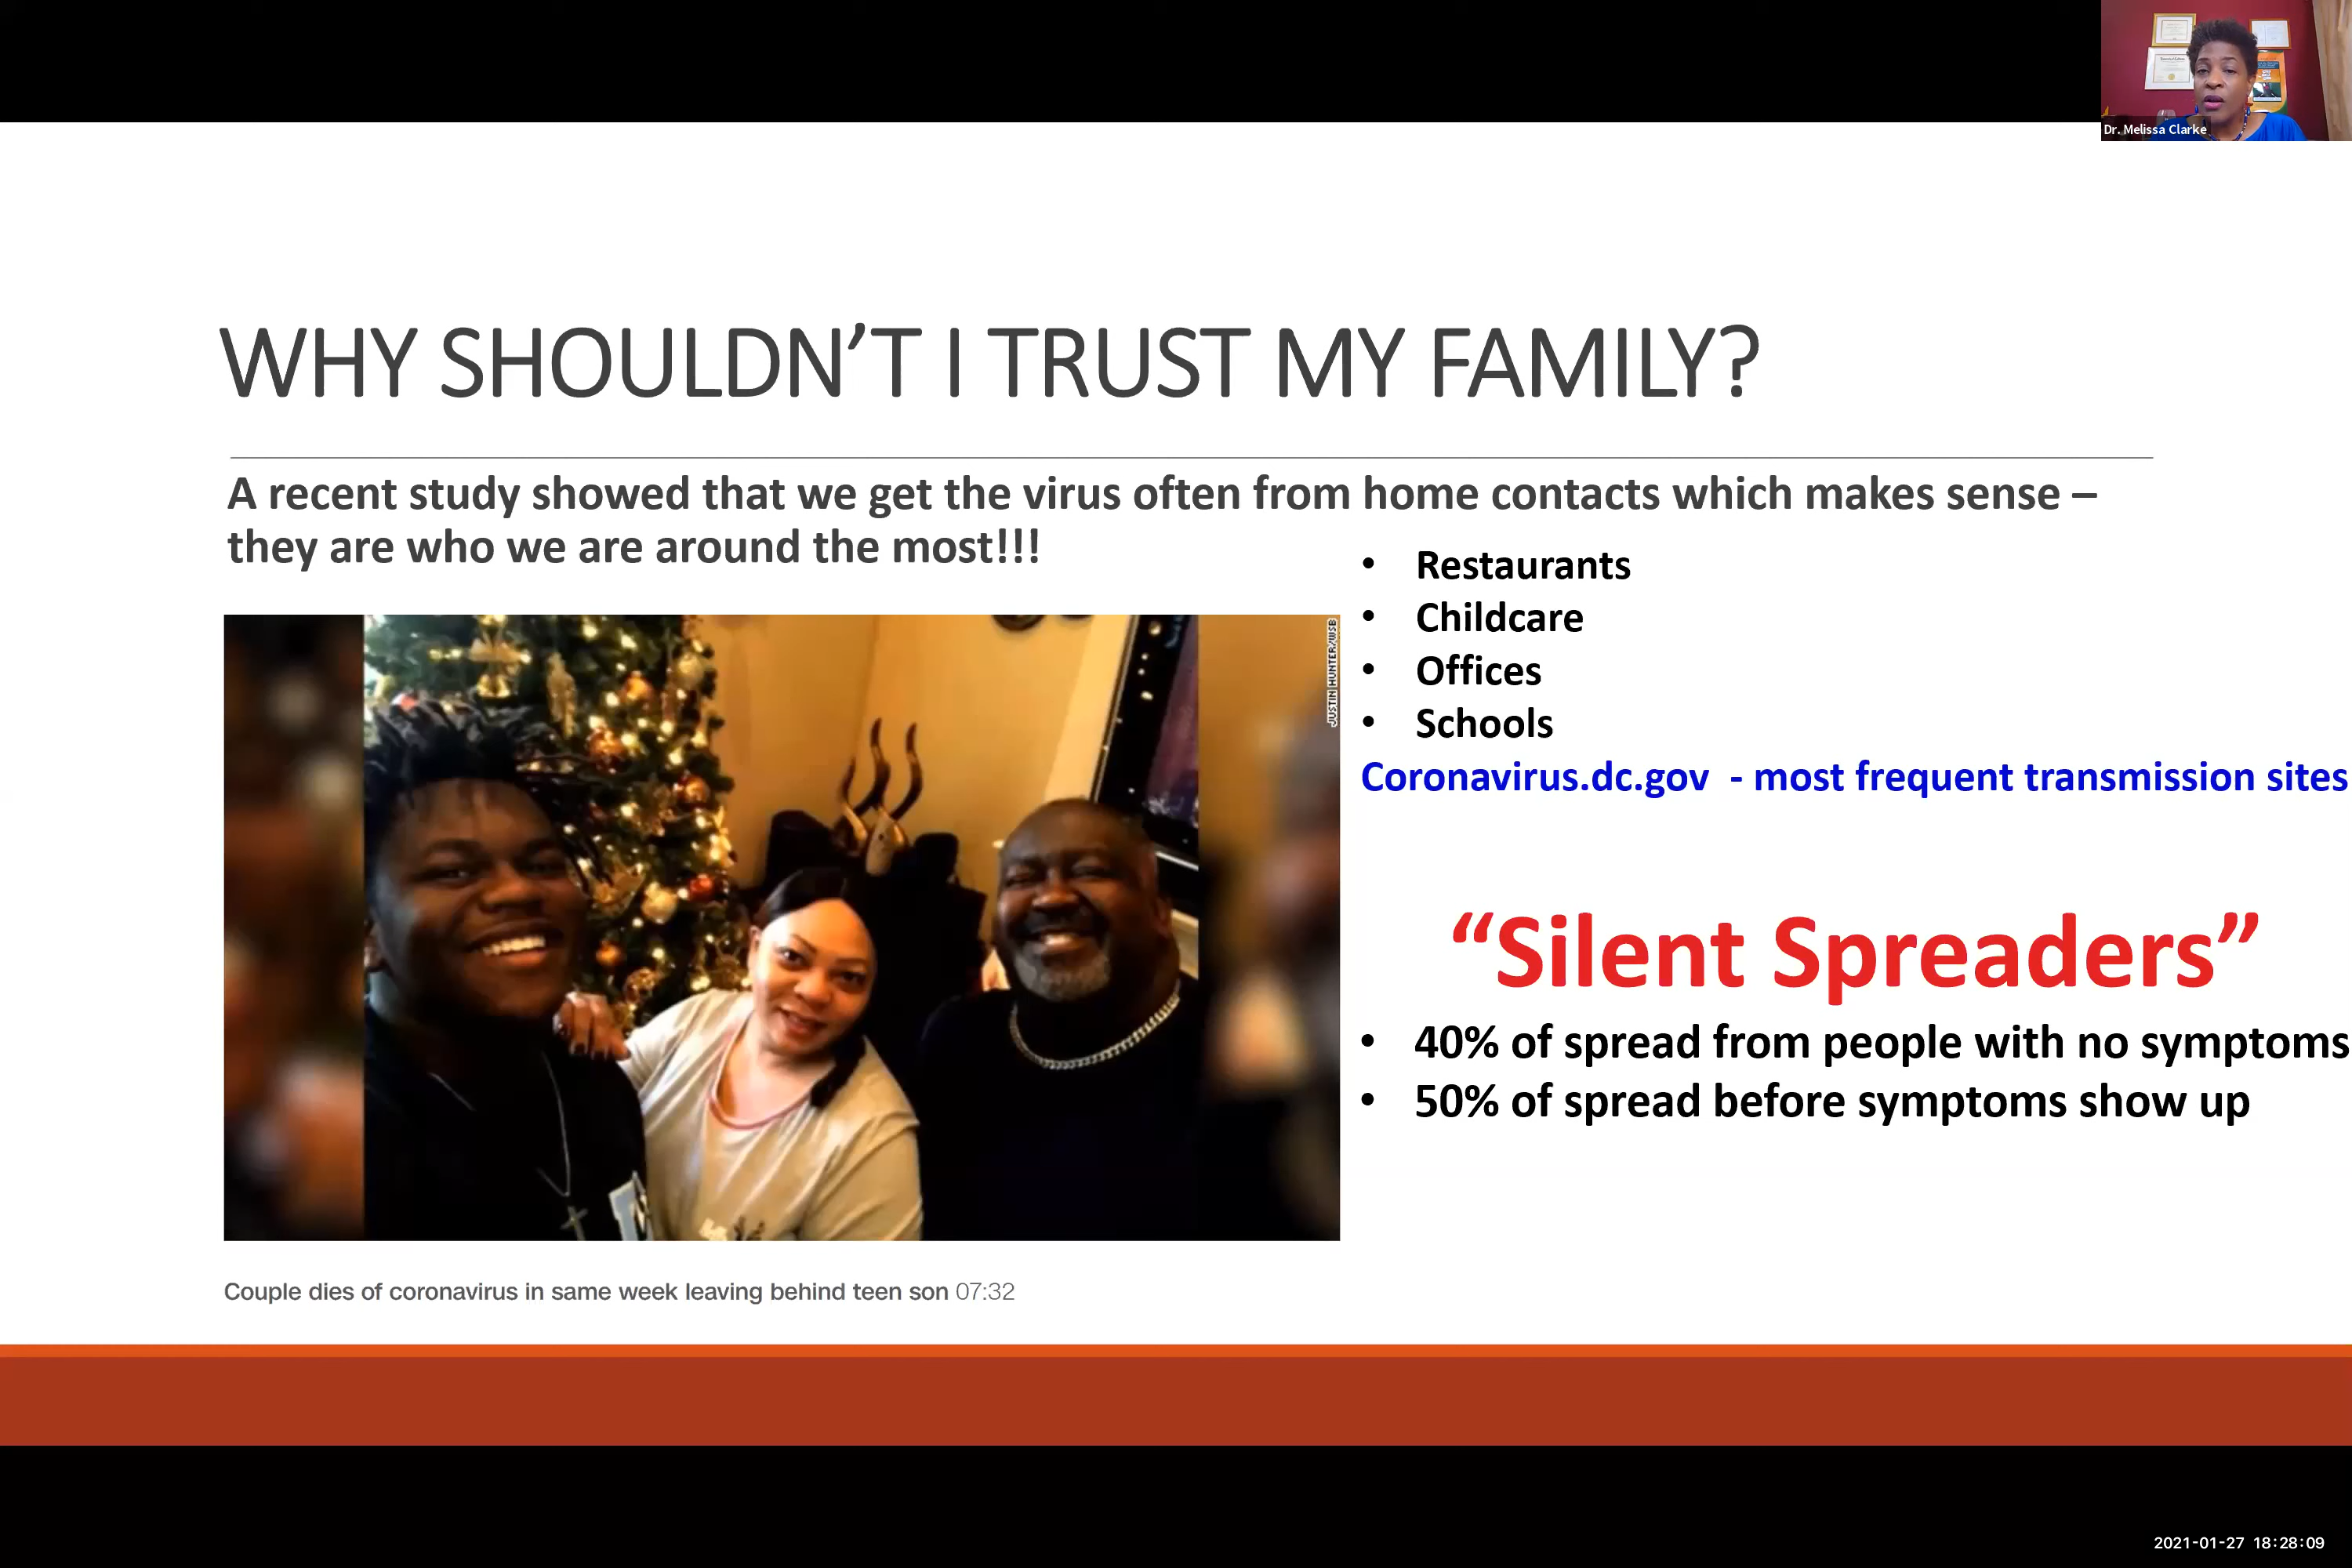 Dr. Melissa Clarke
WHY SHOULDN’T I TRUST MY FAMILY?
A recent study showed that we get the virus often from home contacts which makes sense –
they are who we are around the most!!!
• Restaurants
• Childcare
• Offices
• Schools
Coronavirus.dc.gov - most frequent transmission sites
JUSTIN HUNTER/WSB
“Silent Spreaders”
• 40% of spread from people with no symptoms
• 50% of spread before symptoms show up
Couple dies of coronavirus in same week leaving behind teen son 07:32
2021-01-27 18:28:09